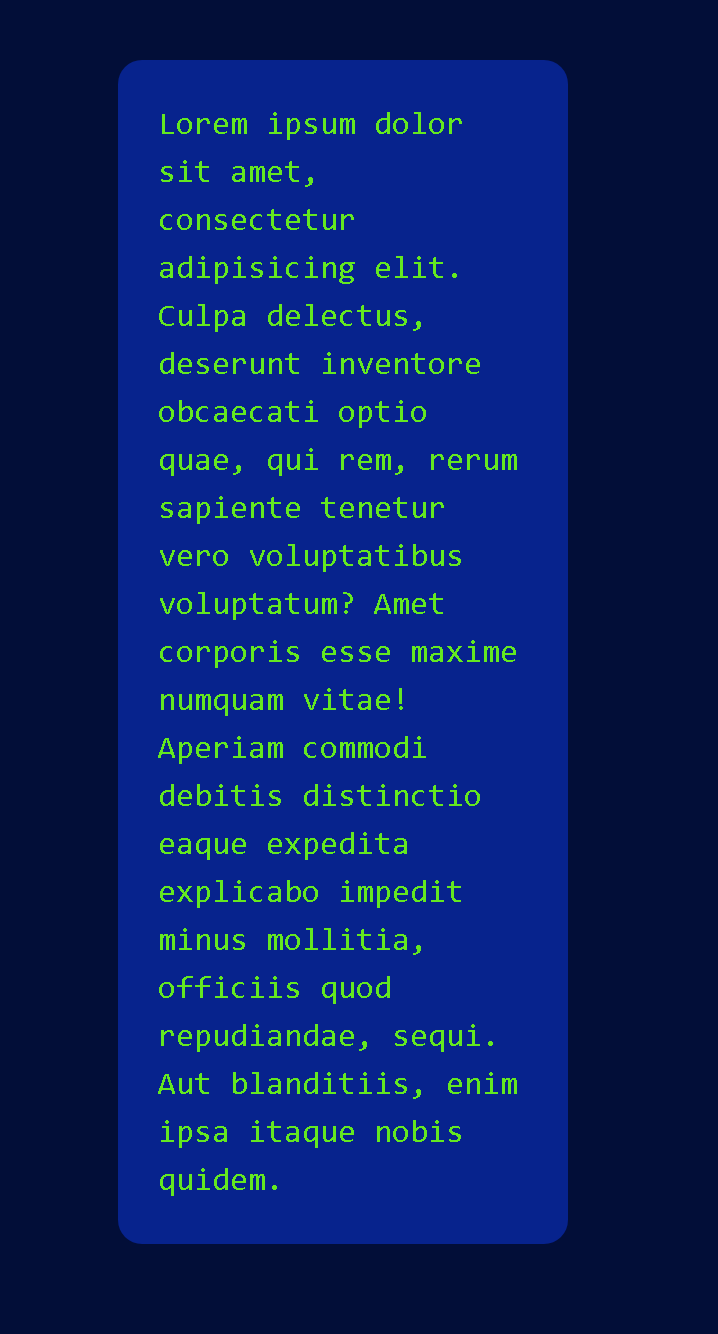 Lorem ipsum dolor
sit amet,
consectetur
adipisicing elit.
Culpa delectus,
deserunt inventore
obcaecati optio
quae, qui rem, rerum
sapiente tenetur
vero voluptatibus
voluptatum? Amet
corporis esse maxime
numquam vitae!
Aperiam commodi
debitis distinctio
eaque expedita
explicabo impedit
minus mollitia,
officiis quod
repudiandae, sequi.
Aut blanditiis, enim
ipsa itaque nobis
quidem.